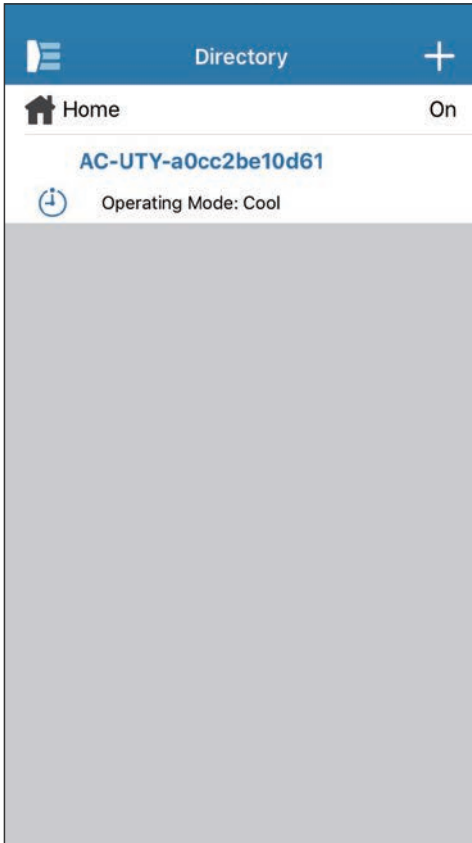 Directory
Home On
AC-UTY-a0cc2be10d61
Operating Mode: Cool